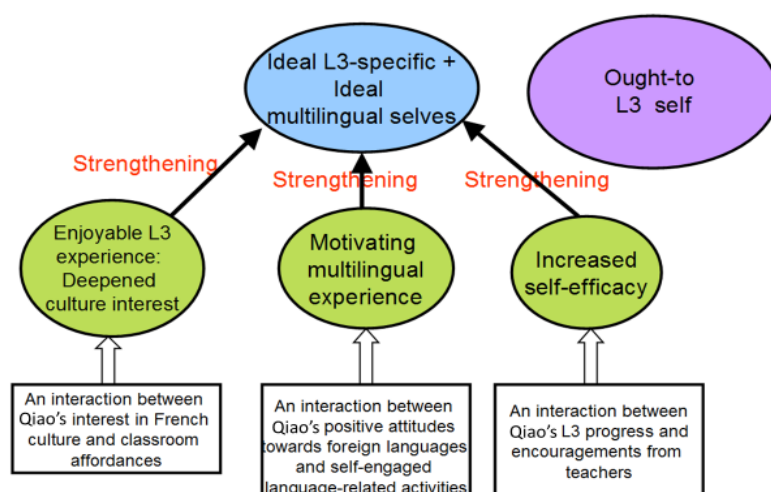 Ideal L3-specific +
Ideal
multilingual selves
Ought-to
L3 self
Strengthening
Strengthening
Strengthening
Enjoyable L3
experience:
Deepened
culture interest
Motivating
multilingual
experience
Increased
self-efficacy
An interaction between
Qiao's interest in French
culture and classroom
affordances
An interaction between
Qiao's positive attitudes
towards foreign languages
and self-engaged
language-related activities
An interaction between
Qiao's L3 progress and
encouragements from
teachers